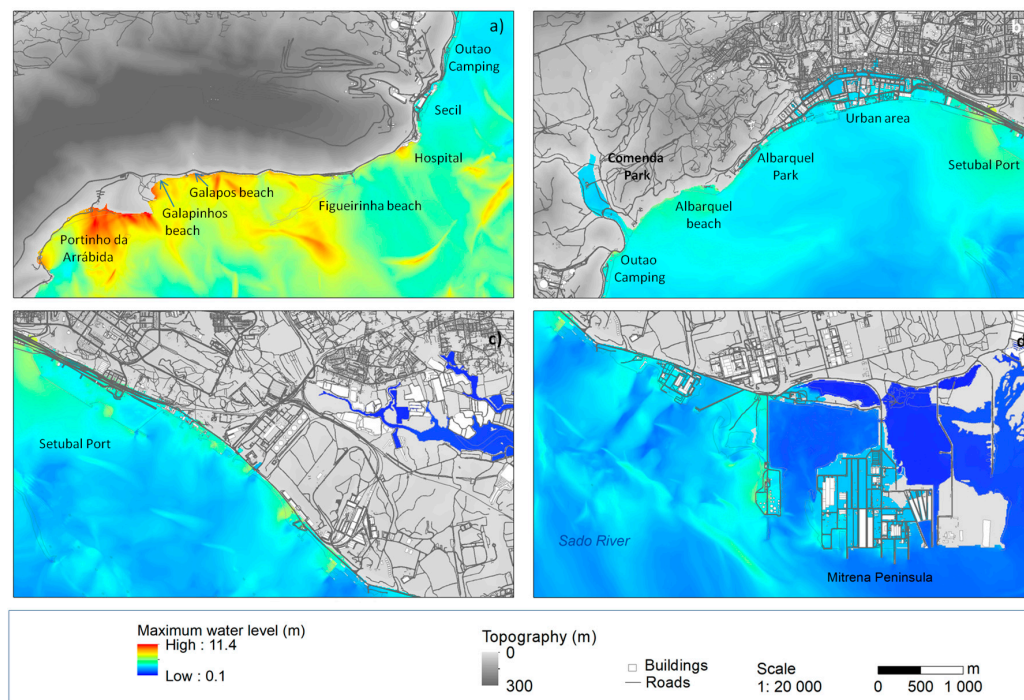 a)
Outao
Camping
Secil
Hospital
Galapos beach
Galapinhos
beach
Figueirinha beach
Portinho da
Arrábida
b)
Urban area
Comenda
Park
Albarquel
Park
Setubal Port
Albarquel
beach
Outao
Camping
c)
Setubal Port
d
Sado River
Mitrena Peninsula
Maximum water level (m)
High : 11.4
Low : 0.1
Topography (m)
0
300
Buildings
Roads
Scale
1: 20 000
m
0 500 1 000